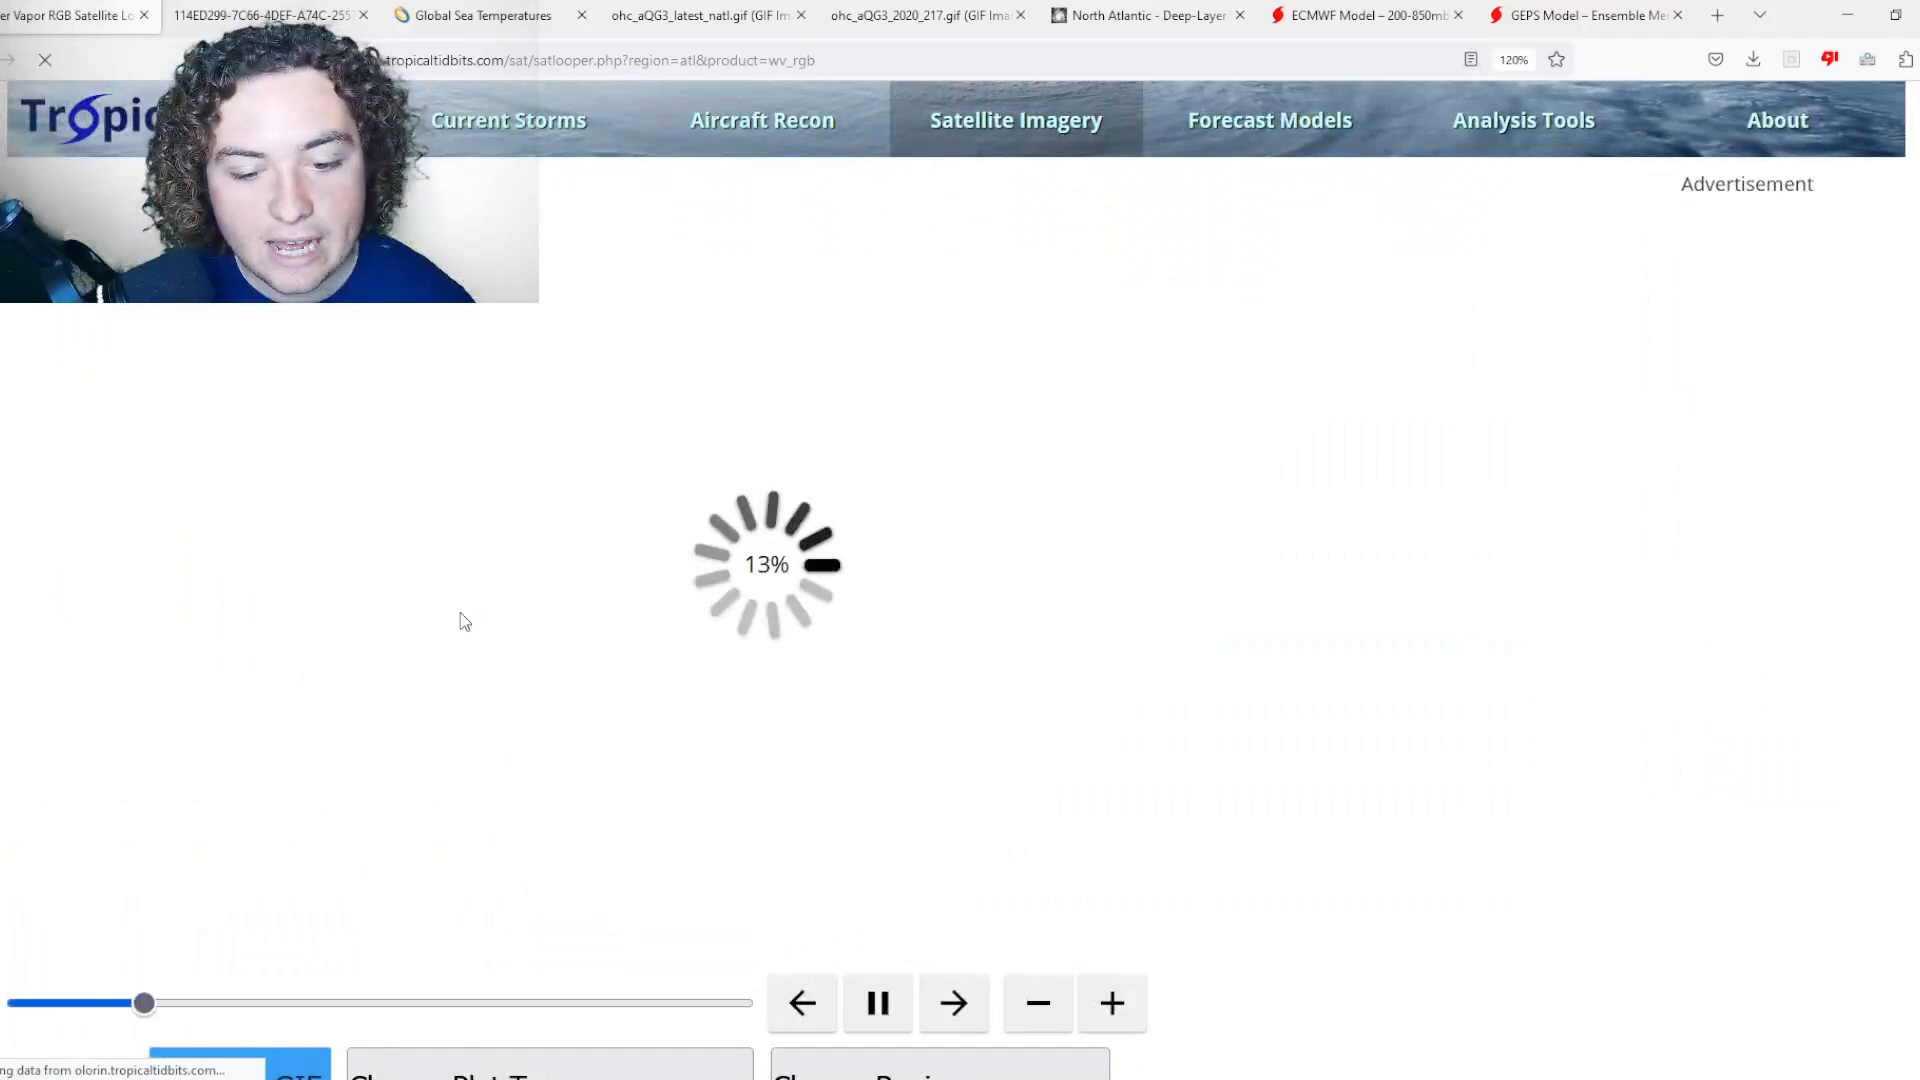 er Vapor RGB Satellite Lo
114ED299-7C66-4DEF-A74C-255
Global Sea Temperatures
ohc_aQG3_latest_natl.gif (GIF Im
ohc_aQG3_2020_217.gif (GIF Ima
North Atlantic - Deep-Layer
ECMWF Model – 200-850mb
GEPS Model – Ensemble Me
tropicaltidbits.com/sat/satlooper.php?region=atl&product=wv_rgb
120%
Tropic
Current Storms
Aircraft Recon
Satellite Imagery
Forecast Models
Analysis Tools
About
Advertisement
13%
ng data from olorin.tropicaltidbits.com...
GIF